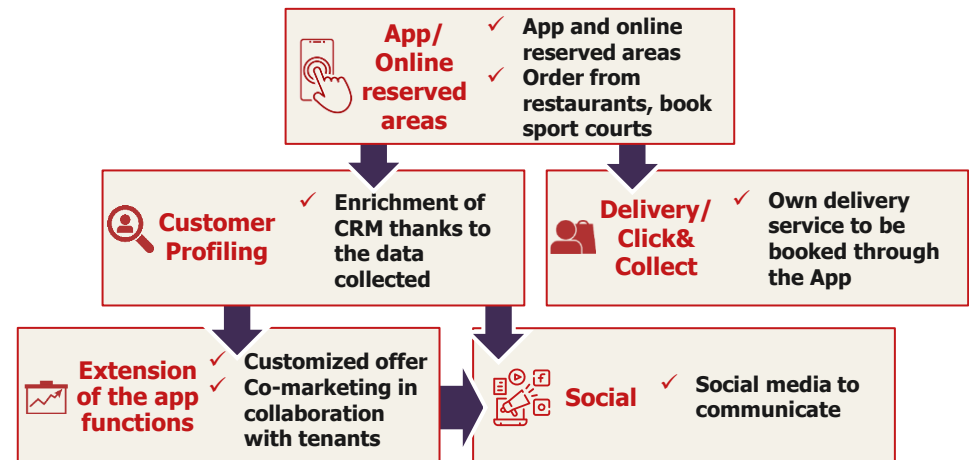 App/
Online
reserved
areas
✓ App and online
reserved areas
✓ Order from
restaurants, book
sport courts
Customer
Profiling
✓ Enrichment of
CRM thanks to
the data
collected
Delivery/
Click&
Collect
✓ Own delivery
service to be
booked through
the App
Extension
of the app
functions
✓ Customized offer
✓ Co-marketing in
collaboration
with tenants
Social
✓ Social media to
communicate